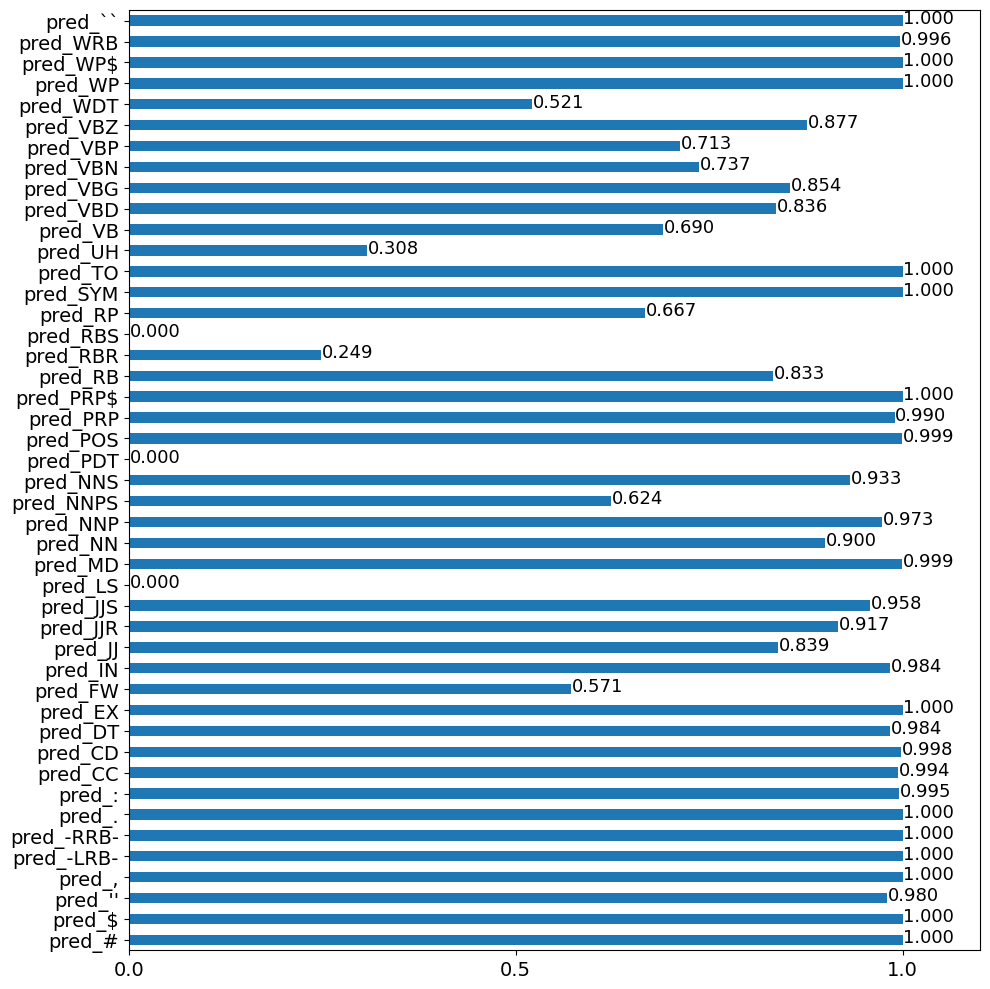 pred_`` 1.000
pred_WRB 0.996
pred_WP$ 1.000
pred_WP 1.000
pred_WDT 0.521
pred_VBZ 0.877
pred_VBP 0.713
pred_VBN 0.737
pred_VBG 0.854
pred_VBD 0.836
pred_VB 0.690
pred_UH 0.308
pred_TO 1.000
pred_SYM 1.000
pred_RP 0.667
pred_RBS 0.000
pred_RBR 0.249
pred_RB 0.833
pred_PRP$ 1.000
pred_PRP 0.990
pred_POS 0.999
pred_PDT 0.000
pred_NNS 0.933
pred_NNPS 0.624
pred_NNP 0.973
pred_NN 0.900
pred_MD 0.999
pred_LS 0.000
pred_JJS 0.958
pred_JJR 0.917
pred_JJ 0.839
pred_IN 0.984
pred_FW 0.571
pred_EX 1.000
pred_DT 0.984
pred_CD 0.998
pred_CC 0.994
pred_: 0.995
pred_. 1.000
pred_-RRB- 1.000
pred_-LRB- 1.000
pred_, 1.000
pred_'' 0.980
pred_$ 1.000
pred_# 1.000
0.0 0.5 1.0